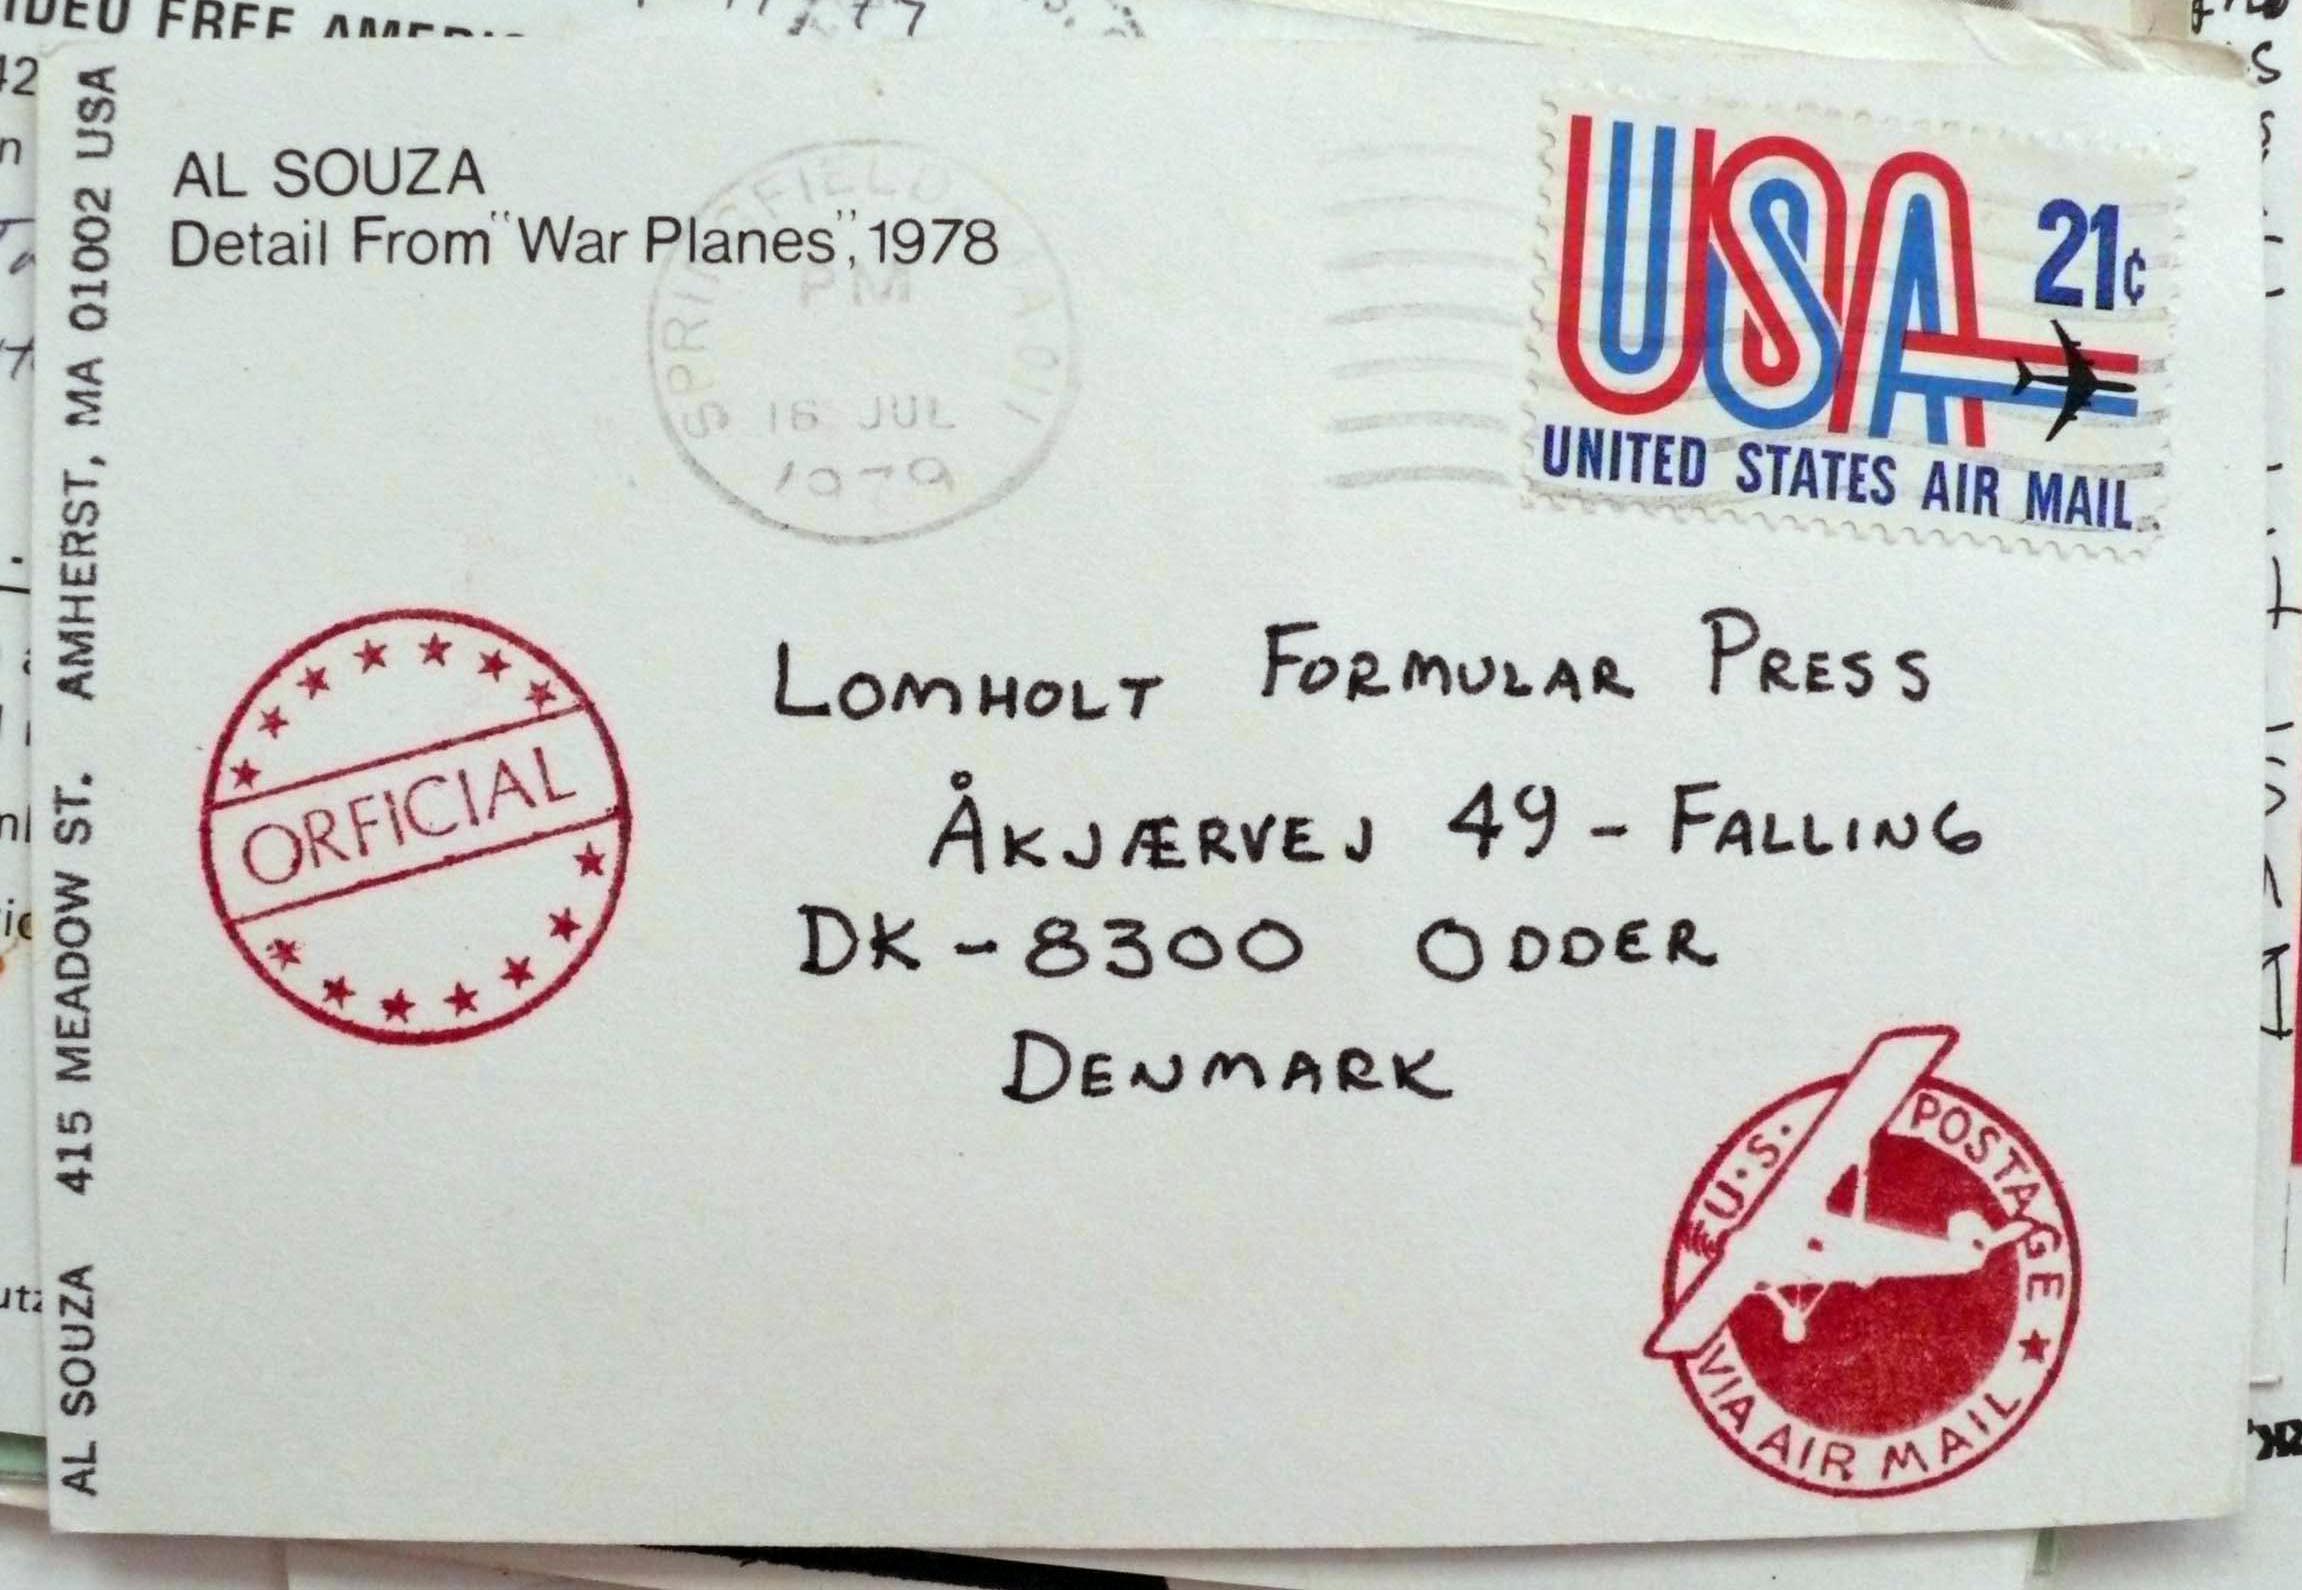 AL SOUZA 415 MEADOW ST. AMHERST, MA 01002 USA
AL SOUZA
Detail From "War Planes", 1978
SPRINGFIELD MA 011
PM
16 JUL
1979
USA 21¢
UNITED STATES AIR MAIL
ORFICIAL
LOMHOLT FORMULAR PRESS
ÅKJÆRVEJ 49 - FALLING
DK - 8300 ODDER
DENMARK
U.S. POSTAGE
VIA AIR MAIL